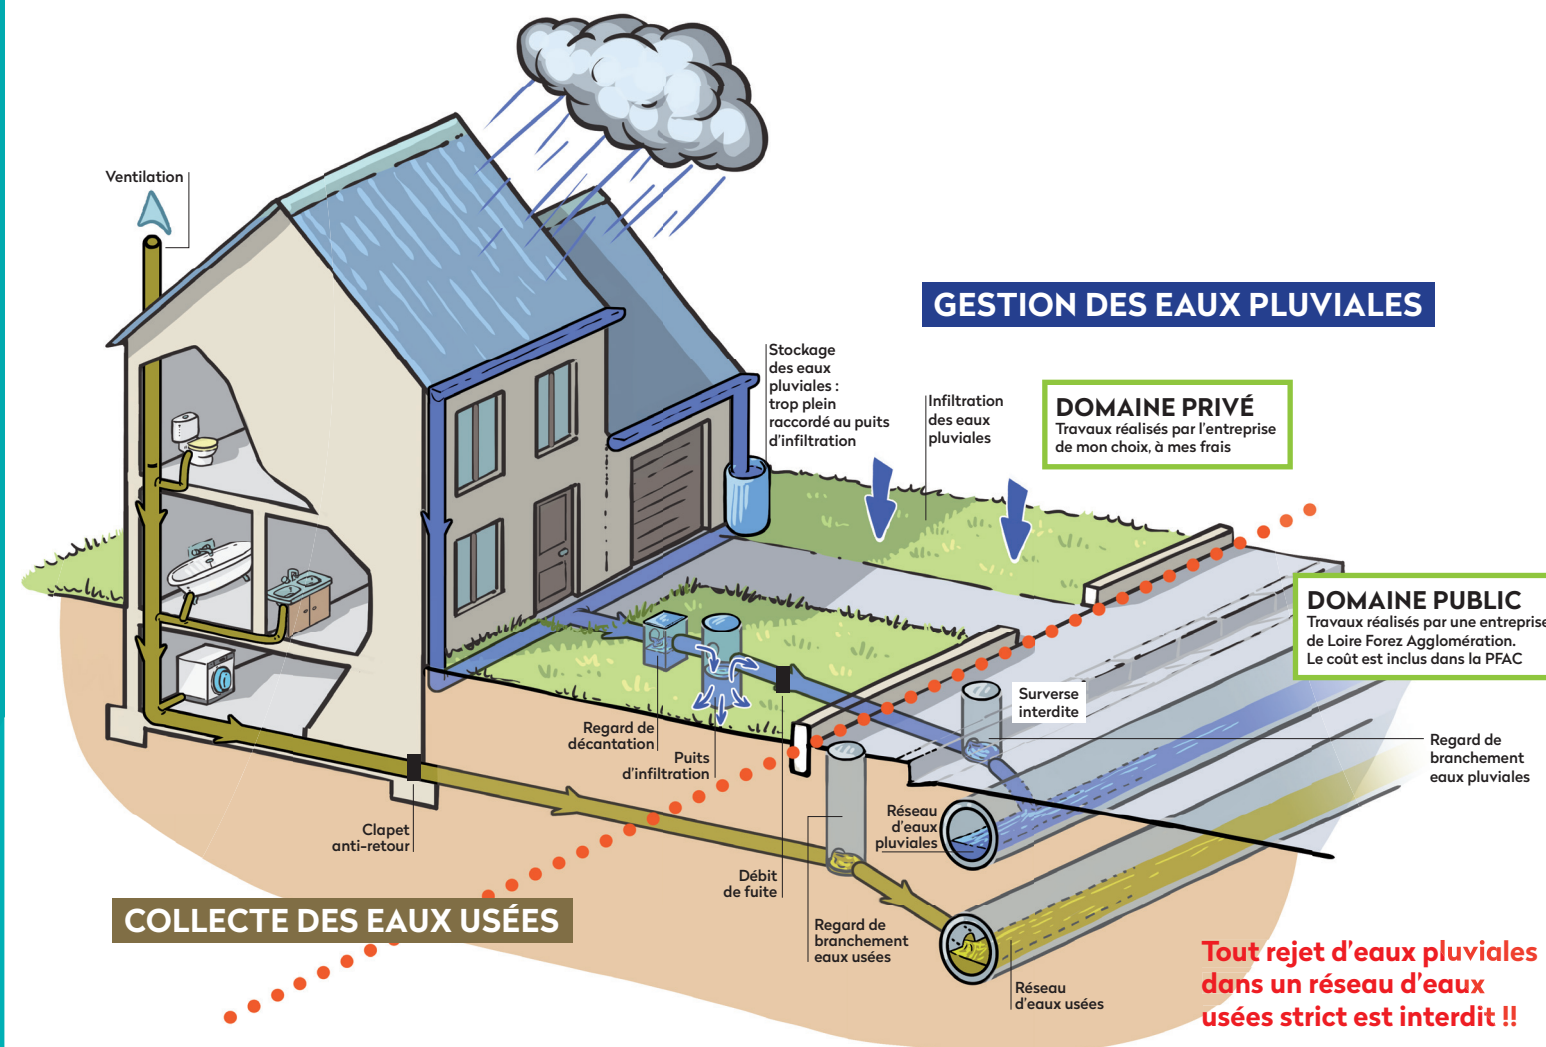 Ventilation
GESTION DES EAUX PLUVIALES
Stockage
des eaux
pluviales :
trop plein
raccordé au puits
d'infiltration
Infiltration
des eaux
pluviales
DOMAINE PRIVÉ
Travaux réalisés par l'entreprise
de mon choix, à mes frais
DOMAINE PUBLIC
Travaux réalisés par une entreprise
de Loire Forez Agglomération.
Le coût est inclus dans la PFAC
Surverse
interdite
Regard de
décantation
Puits
d'infiltration
Regard de
branchement
eaux pluviales
Clapet
anti-retour
Réseau
d'eaux
pluviales
Débit
de fuite
COLLECTE DES EAUX USÉES
Regard de
branchement
eaux usées
Réseau
d'eaux usées
Tout rejet d'eaux pluviales
dans un réseau d'eaux
usées strict est interdit !!